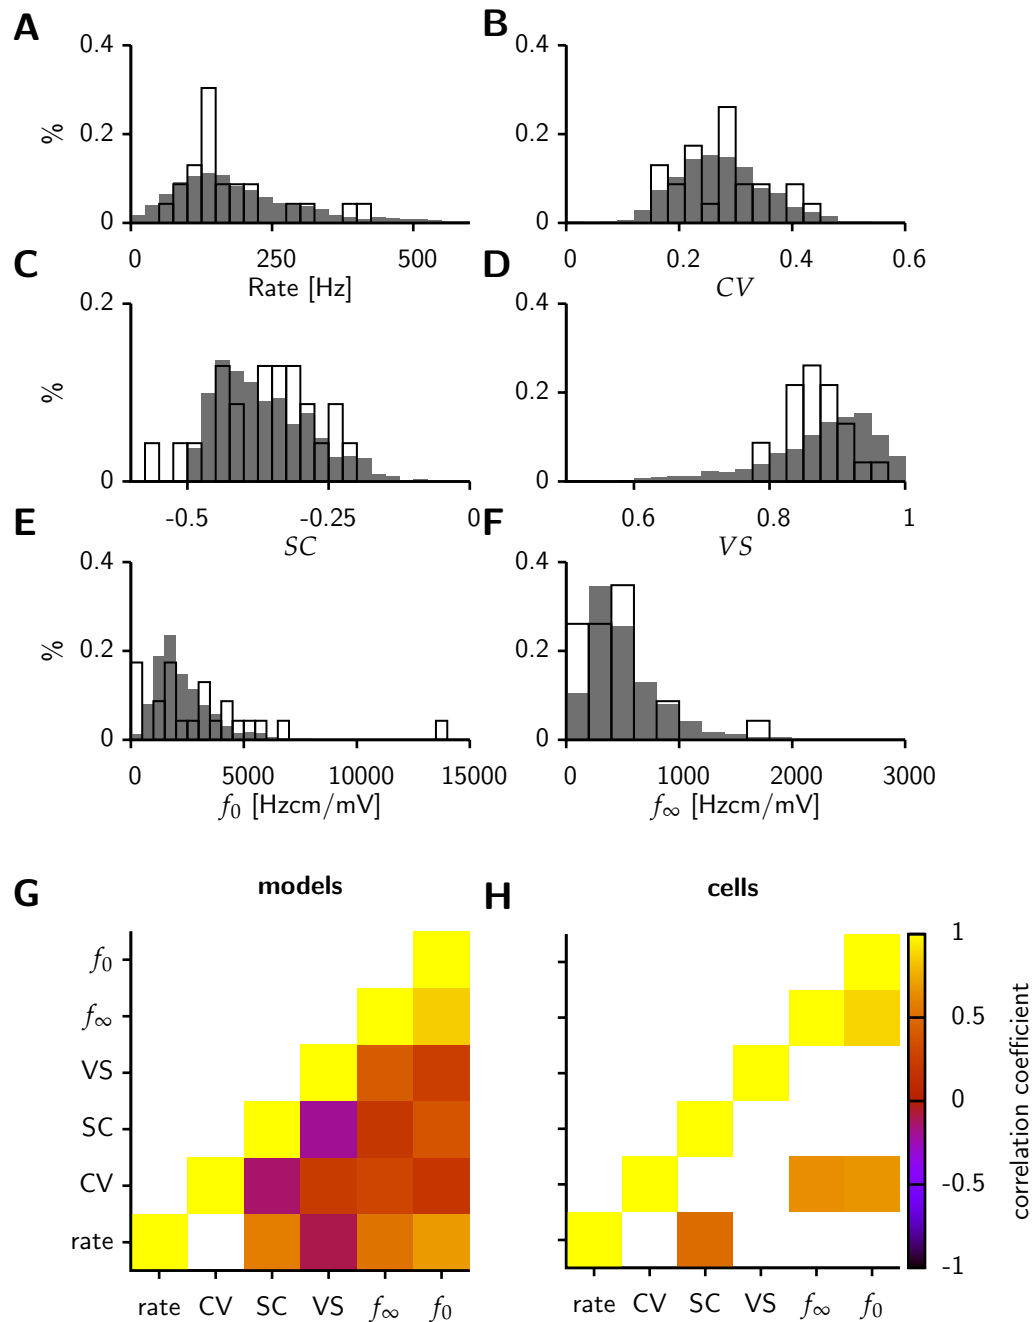 A
B
0.4
0.4
%
0.2
0.2
0
0
0
250
500
0
0.2
0.4
0.6
Rate [Hz]
CV
C
D
0.2
0.4
%
0.2
0
0
-0.5
-0.25
0
0.6
0.8
1
SC
VS
E
F
0.4
0.4
%
0.2
0.2
0
0
0
5000
10000
15000
0
1000
2000
3000
f₀ [Hzcm/mV]
f∞ [Hzcm/mV]
G
models
H
cells
f₀
f∞
VS
SC
CV
rate
rate CV SC VS f∞ f₀
rate CV SC VS f∞ f₀
1
0.5
0
-0.5
-1
correlation coefficient